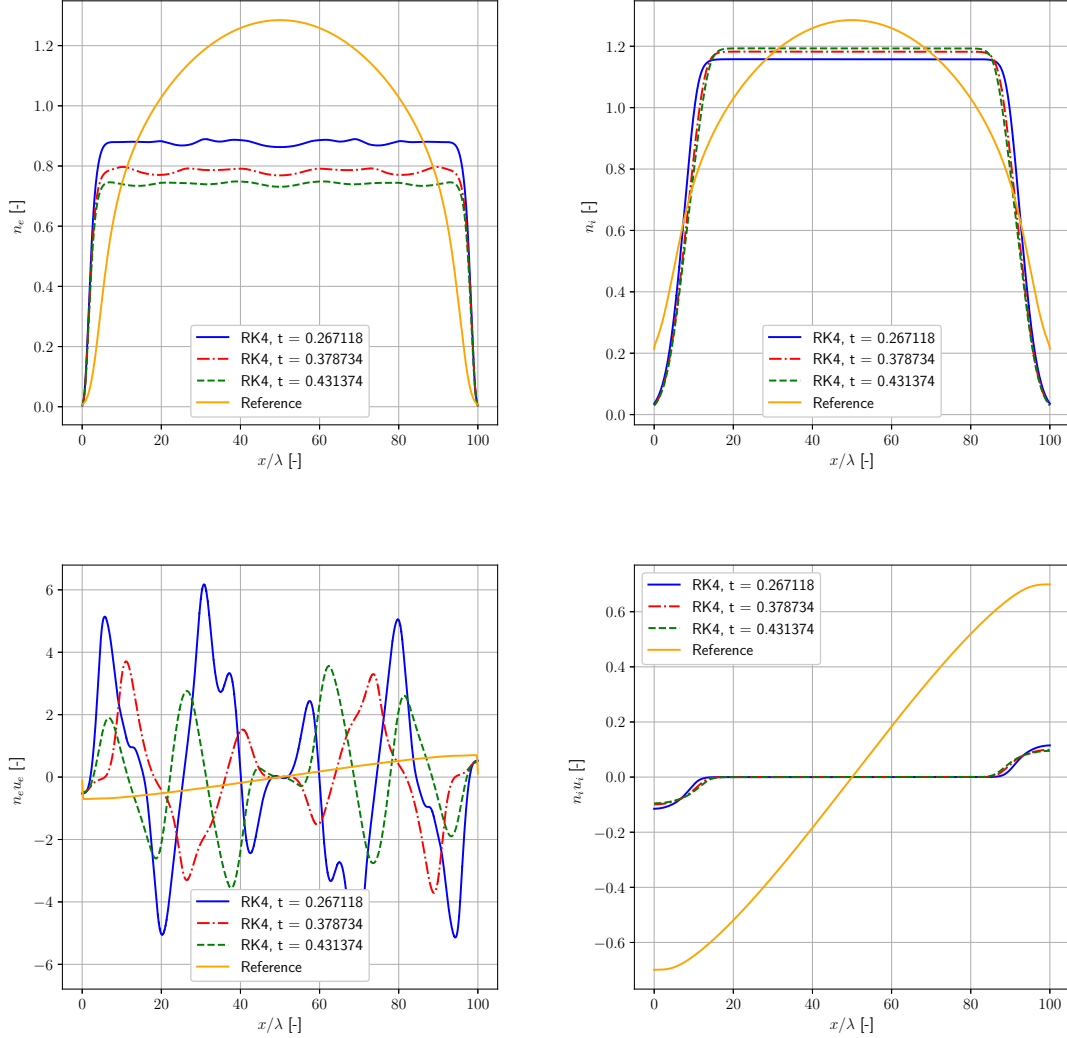 1.2
1.0
0.8
0.6
0.4
0.2
0.0
n_e [-]
RK4, t = 0.267118
RK4, t = 0.378734
RK4, t = 0.431374
Reference
0 20 40 60 80 100
x/λ [-]
1.2
1.0
0.8
0.6
0.4
0.2
0.0
n_i [-]
RK4, t = 0.267118
RK4, t = 0.378734
RK4, t = 0.431374
Reference
0 20 40 60 80 100
x/λ [-]
6
4
2
0
−2
−4
−6
n_e u_e [-]
RK4, t = 0.267118
RK4, t = 0.378734
RK4, t = 0.431374
Reference
0 20 40 60 80 100
x/λ [-]
0.6
0.4
0.2
0.0
−0.2
−0.4
−0.6
n_i u_i [-]
RK4, t = 0.267118
RK4, t = 0.378734
RK4, t = 0.431374
Reference
0 20 40 60 80 100
x/λ [-]